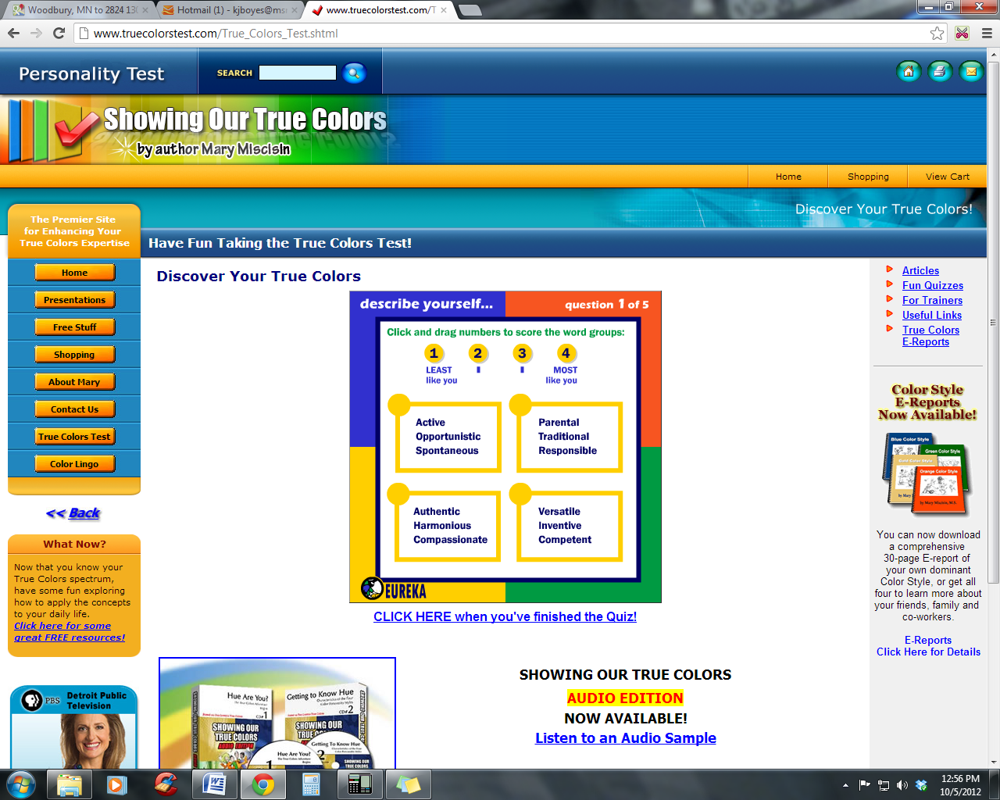 Woodbury, MN to 2824 130
Hotmail (1) - kjboyes@msn
www.truecolorstest.com/T
www.truecolorstest.com/True_Colors_Test.shtml
Personality Test
SEARCH
Showing Our True Colors
by author Mary Miscisin
Home
Shopping
View Cart
Discover Your True Colors!
The Premier Site
for Enhancing Your
True Colors Expertise
Have Fun Taking the True Colors Test!
Home
Presentations
Free Stuff
Shopping
About Mary
Contact Us
True Colors Test
Color Lingo
<< Back
What Now?
Now that you know your
True Colors spectrum,
have some fun exploring
how to apply the concepts
to your daily life.
Click here for some
great FREE resources!
PBS
Detroit Public
Television
Discover Your True Colors
describe yourself...
question 1 of 5
Click and drag numbers to score the word groups:
1 2 3 4
LEAST
like you
MOST
like you
Active
Opportunistic
Spontaneous
Parental
Traditional
Responsible
Authentic
Harmonious
Compassionate
Versatile
Inventive
Competent
EUREKA
CLICK HERE when you've finished the Quiz!
Hue Are You?
CD#1
SHOWING OUR
TRUE COLORS
AUDIO EDITION
Getting to Know Hue
CD#2
SHOWING OUR
TRUE COLORS
Hue Are You?
1
Getting To Know Hue
2
SHOWING OUR
TRUE COLORS
SHOWING OUR TRUE COLORS
AUDIO EDITION
NOW AVAILABLE!
Listen to an Audio Sample
Articles
Fun Quizzes
For Trainers
Useful Links
True Colors
E-Reports
Color Style
E-Reports
Now Available!
Blue Color Style
Green Color Style
Gold Color Style
Orange Color Style
by Mary Miscisin, M.S.
You can now download
a comprehensive
30-page E-report of
your own dominant
Color Style, or get all
four to learn more about
your friends, family and
co-workers.
E-Reports
Click Here for Details
12:56 PM
10/5/2012